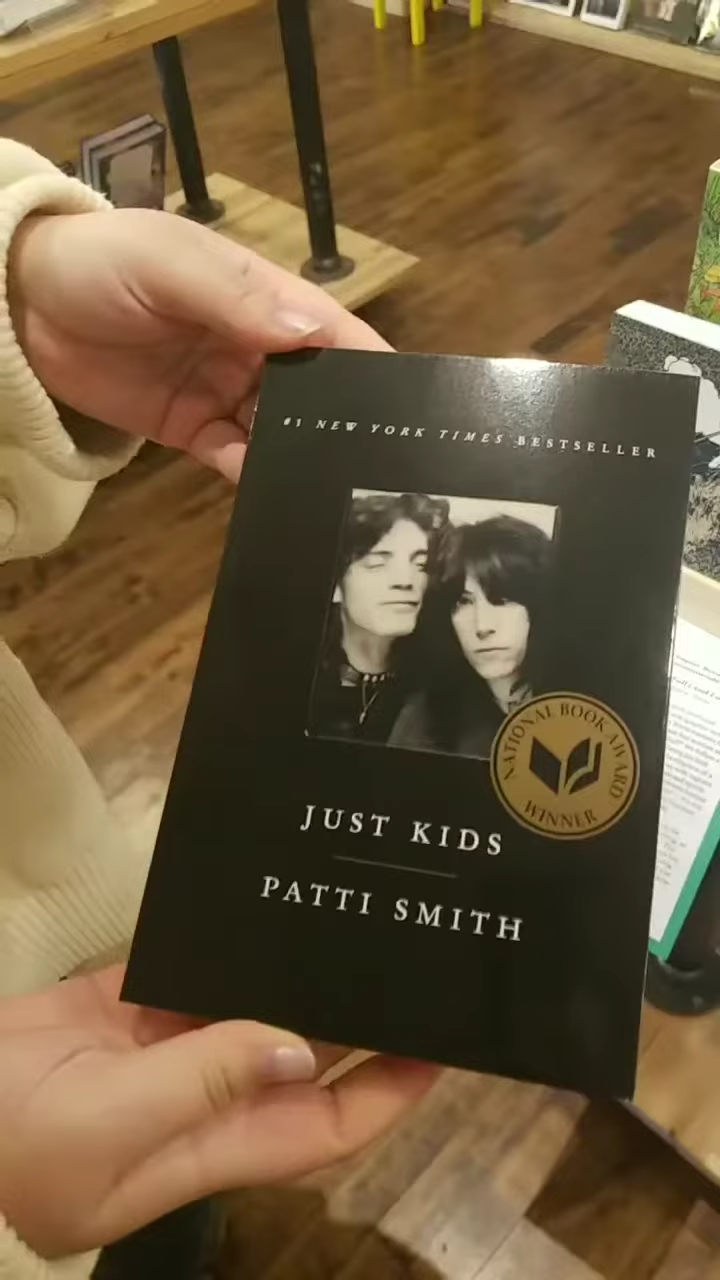 #1 NEW YORK TIMES BESTSELLER
NATIONAL BOOK AWARD
WINNER
JUST KIDS
PATTI SMITH